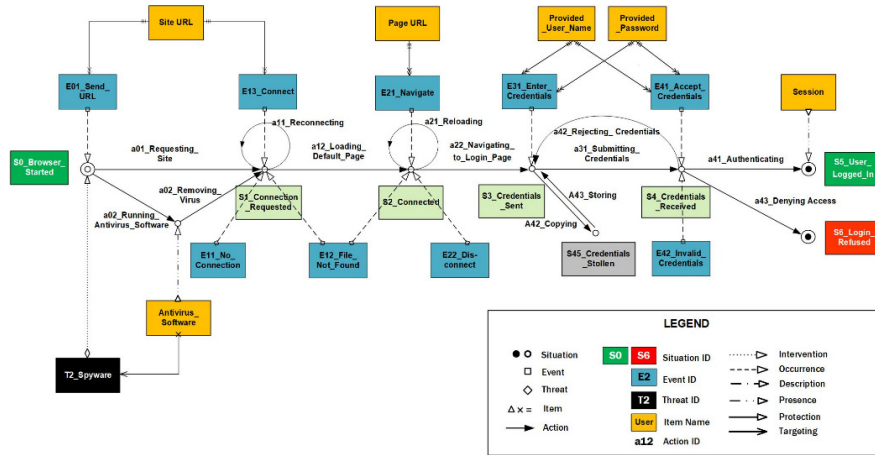 Site URL
Page URL
Provided_
User_Name
Provided_
Password
E01_Send_
URL
E13_Connect
E21_Navigate
E31_Enter_
Credentials
E41_Accept_
Credentials
Session
a11_Reconnecting
a21_Reloading
a42_Rejecting_ Credentials
a01_Requesting_
Site
a12_Loading_
Default_Page
a22_Navigating_
to_Login_Page
a31_Submitting_
Credentials
a41_Authenticating
S0_Browser_
Started
S5_User_
Logged_In
a02_Removing_
Virus
a02_Running_
Antivirus_Software
S1_Connection
_Requested
S2_Connected
S3_Credentials
_Sent
A43_Storing
A42_Copying
S4_Credentials
_Received
a43_Denying Access
S6_Login_
Refused
E11_No_
Connection
E12_File_
Not_Found
E22_Dis-
connect
S45_Credentials
_Stollen
E42_Invalid_
Credentials
Antivirus_
Software
T2_Spyware
LEGEND
Situation
Event
Threat
Item
Action
S0
S6
Situation ID
E2
Event ID
T2
Threat ID
User
Item Name
a12
Action ID
Intervention
Occurrence
Description
Presence
Protection
Targeting